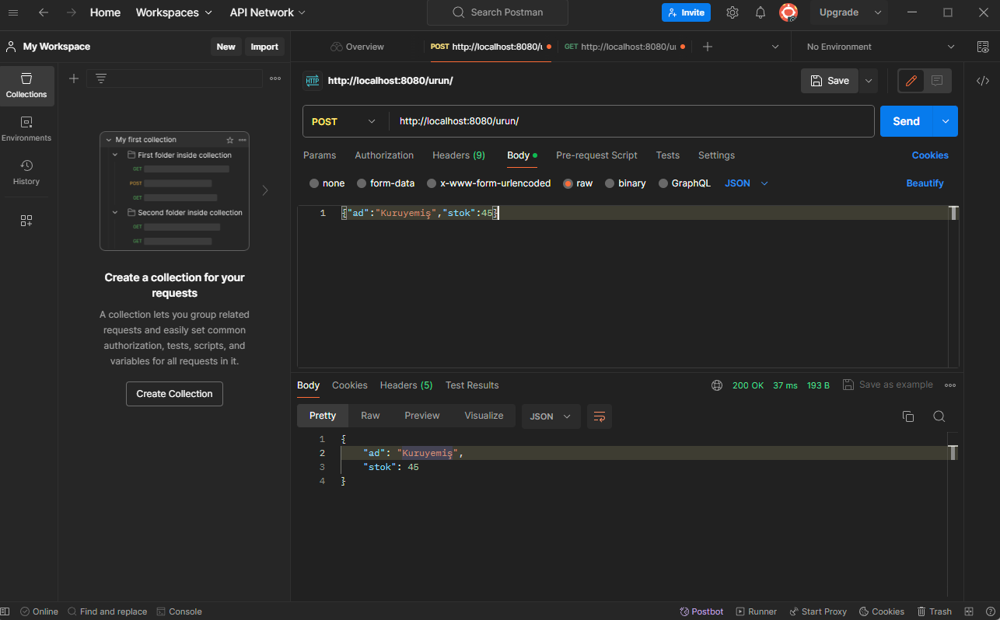 Home Workspaces API Network Search Postman Invite Upgrade
My Workspace New Import Overview POST http://localhost:8080/u GET http://localhost:8080/ur No Environment
Collections
Environments
History
My first collection
First folder inside collection
GET
POST
GET
Second folder inside collection
GET
GET
Create a collection for your
requests
A collection lets you group related
requests and easily set common
authorization, tests, scripts, and
variables for all requests in it.
Create Collection
HTTP http://localhost:8080/urun/ Save
POST http://localhost:8080/urun/ Send
Params Authorization Headers (9) Body Pre-request Script Tests Settings Cookies
none form-data x-www-form-urlencoded raw binary GraphQL JSON Beautify
1 {"ad":"Kuruyemiş","stok":45}
Body Cookies Headers (5) Test Results 200 OK 37 ms 193 B Save as example
Pretty Raw Preview Visualize JSON
1 {
2 "ad": "Kuruyemiş",
3 "stok": 45
4 }
Online Find and replace Console Postbot Runner Start Proxy Cookies Trash